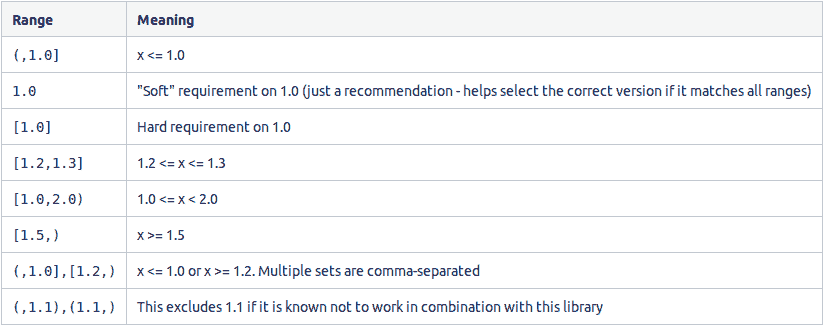 Range Meaning
(,1.0] x <= 1.0
1.0 "Soft" requirement on 1.0 (just a recommendation - helps select the correct version if it matches all ranges)
[1.0] Hard requirement on 1.0
[1.2,1.3] 1.2 <= x <= 1.3
[1.0,2.0) 1.0 <= x < 2.0
[1.5,) x >= 1.5
(,1.0],[1.2,) x <= 1.0 or x >= 1.2. Multiple sets are comma-separated
(,1.1),(1.1,) This excludes 1.1 if it is known not to work in combination with this library